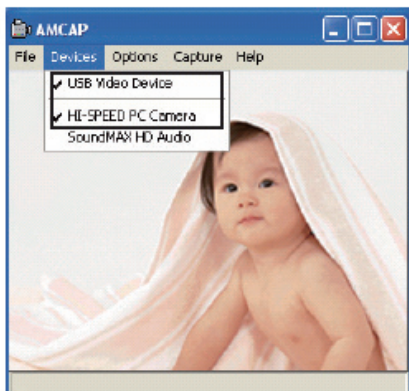 AMCAP
File Devices Options Capture Help
USB Video Device
HI-SPEED PC Camera
SoundMAX HD Audio